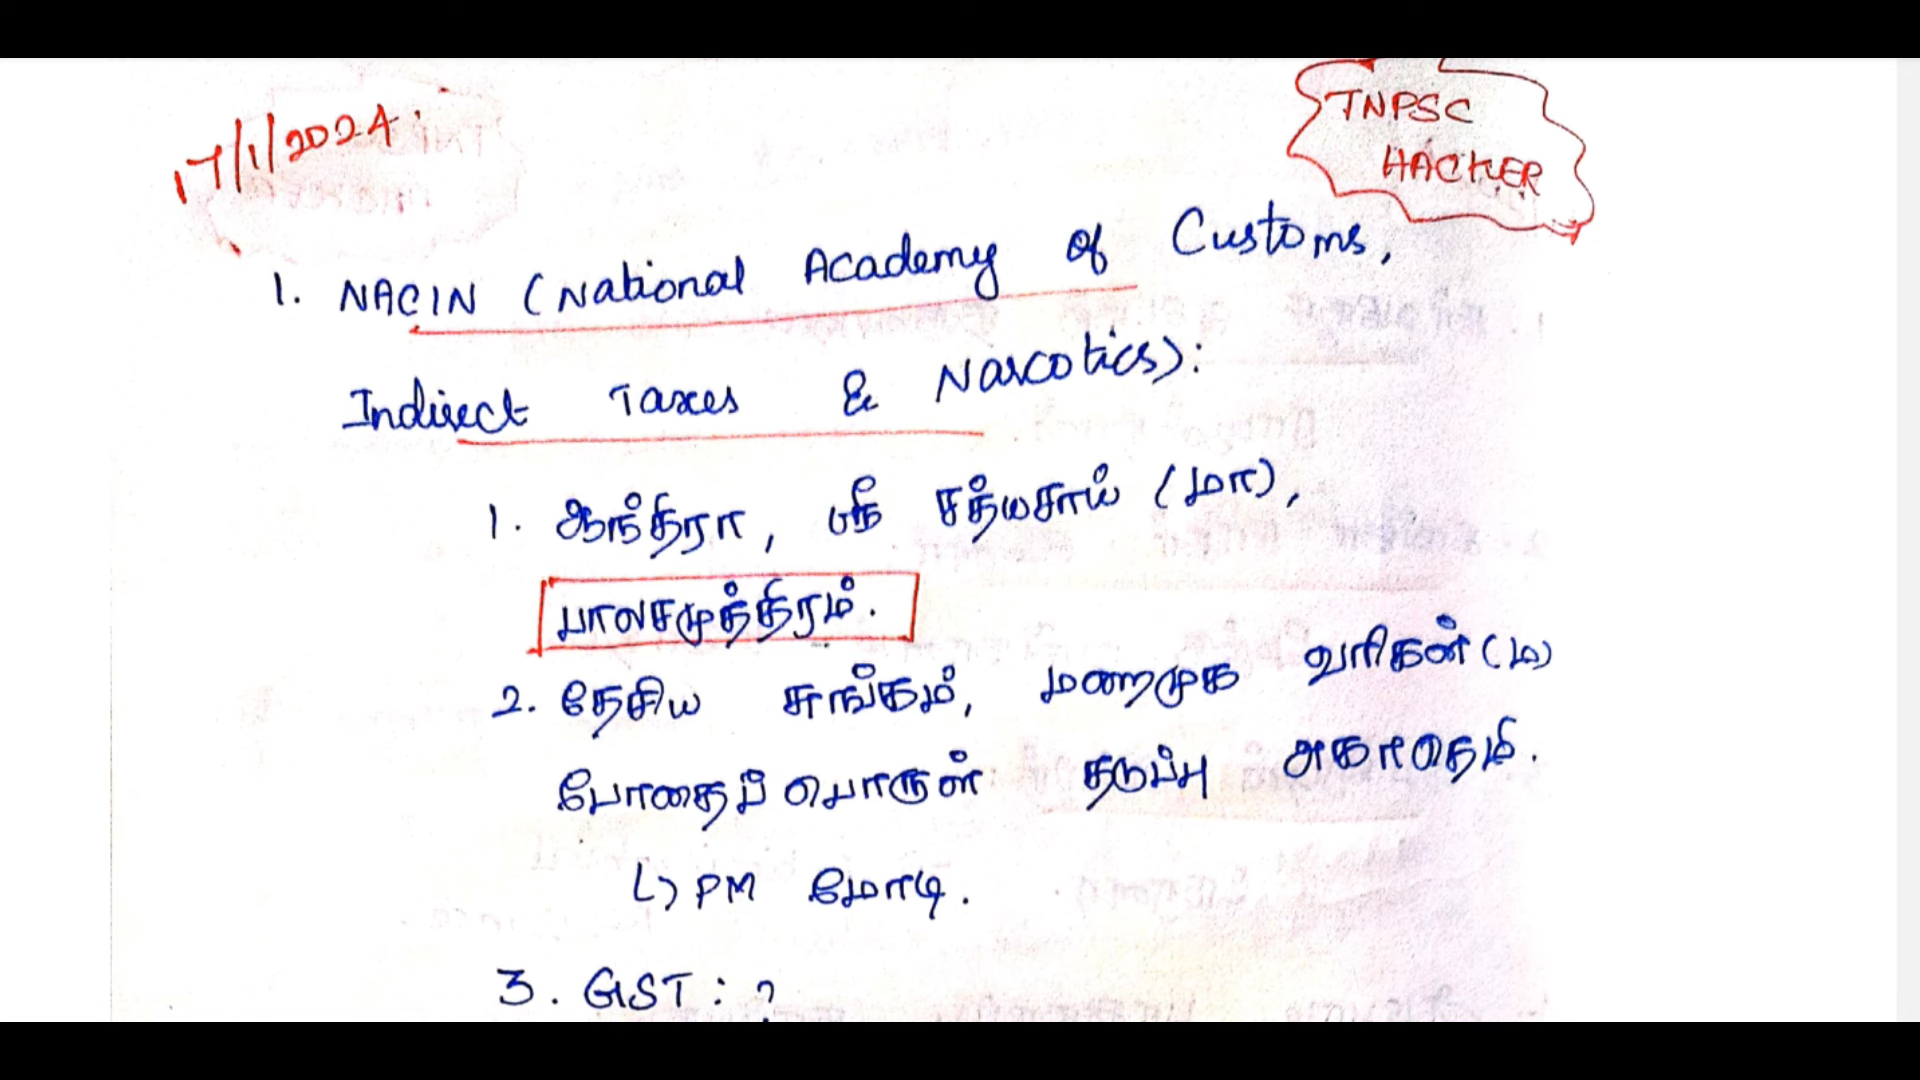 17/1/2024.
TNPSC
HACKER
1. NACIN (National Academy of Customs,
Indirect Taxes & Narcotics):
1. ஆந்திரா, ஸ்ரீ சத்யசாய் (மா),
பாலசமுத்திரம்.
2. தேசிய சுங்கம், மறைமுக வரிகள் (ம)
போதைப் பொருள் தடுப்பு அகாதெமி.
↳ PM மோடி.
3. GST : ?